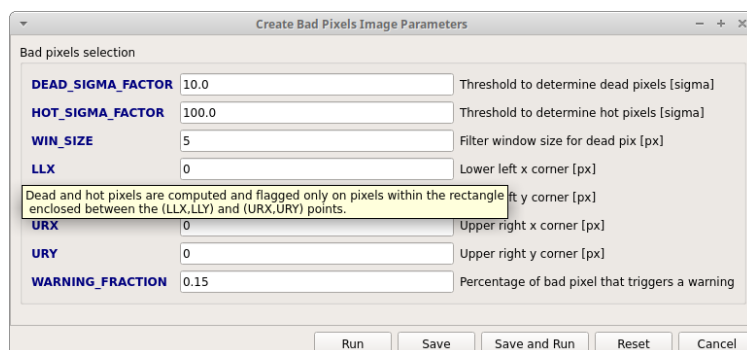 Create Bad Pixels Image Parameters
Bad pixels selection
DEAD_SIGMA_FACTOR 10.0 Threshold to determine dead pixels [sigma]
HOT_SIGMA_FACTOR 100.0 Threshold to determine hot pixels [sigma]
WIN_SIZE 5 Filter window size for dead pix [px]
LLX 0 Lower left x corner [px]
Dead and hot pixels are computed and flagged only on pixels within the rectangle
enclosed between the (LLX,LLY) and (URX,URY) points.
y corner [px]
URX 0 Upper right x corner [px]
URY 0 Upper right y corner [px]
WARNING_FRACTION 0.15 Percentage of bad pixel that triggers a warning
Run Save Save and Run Reset Cancel